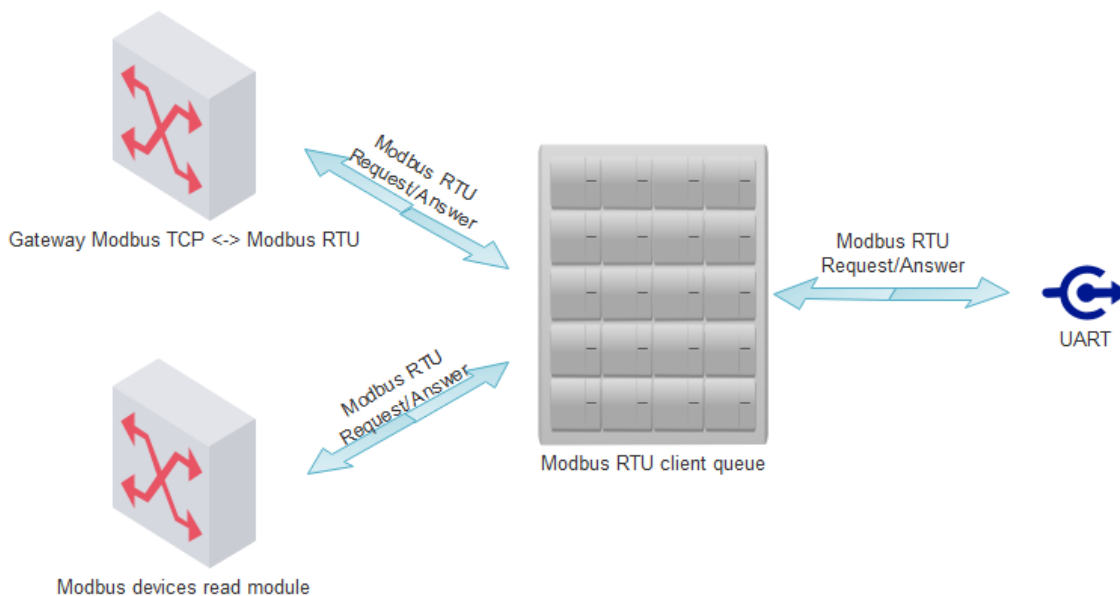 Modbus RTU
Request/Answer
Gateway Modbus TCP <-> Modbus RTU
Modbus RTU
Request/Answer
UART
Modbus RTU
Request/Answer
Modbus RTU client queue
Modbus devices read module